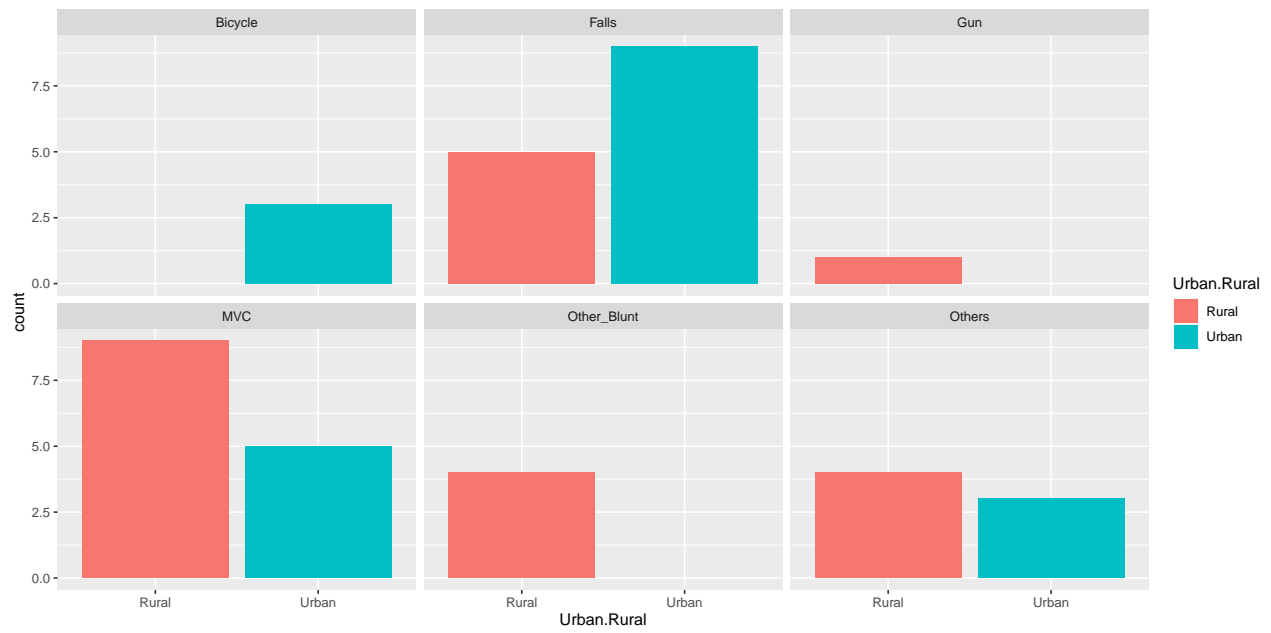 Bicycle
Falls
Gun
7.5
5.0
2.5
0.0
MVC
Other_Blunt
Others
7.5
5.0
2.5
0.0
Rural
Urban
Rural
Urban
Rural
Urban
Urban.Rural
count
Urban.Rural
Rural
Urban